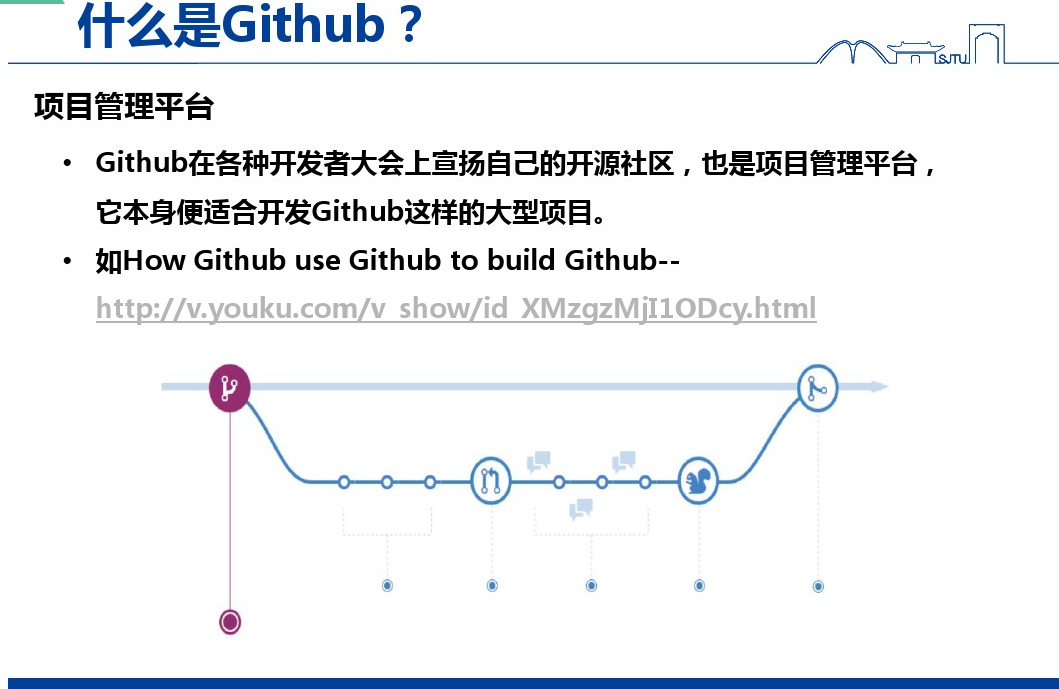 什么是Github？
SJTU
项目管理平台
• Github在各种开发者大会上宣扬自己的开源社区，也是项目管理平台，
它本身便适合开发Github这样的大型项目。
• 如How Github use Github to build Github--
http://v.youku.com/v_show/id_XMzgzMjI1ODcy.html